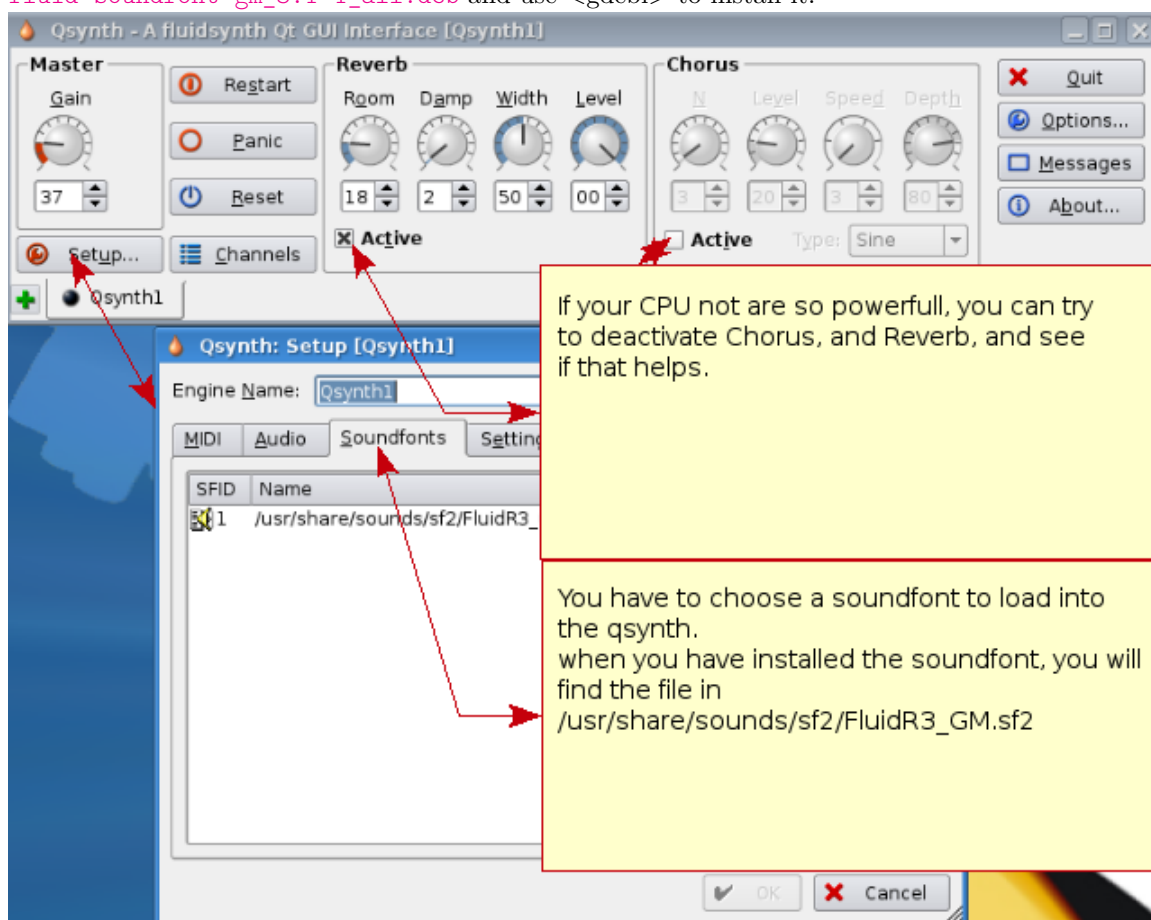 fluid-soundfont-gm_3.1-1_all.deb and use <gdebi> to install it.
Qsynth - A fluidsynth Qt GUI Interface [Qsynth1]
Master
Gain
37
Setup...
Restart
Panic
Reset
Channels
Reverb
Room Damp Width Level
18 2 50 00
Active
Chorus
N Level Speed Depth
3 20 3 80
Active Type: Sine
Quit
Options...
Messages
About...
Qsynth1
If your CPU not are so powerfull, you can try
to deactivate Chorus, and Reverb, and see
if that helps.
Qsynth: Setup [Qsynth1]
Engine Name: Qsynth1
MIDI Audio Soundfonts Setting
SFID Name
1 /usr/share/sounds/sf2/FluidR3_
You have to choose a soundfont to load into
the qsynth.
when you have installed the soundfont, you will
find the file in
/usr/share/sounds/sf2/FluidR3_GM.sf2
OK Cancel